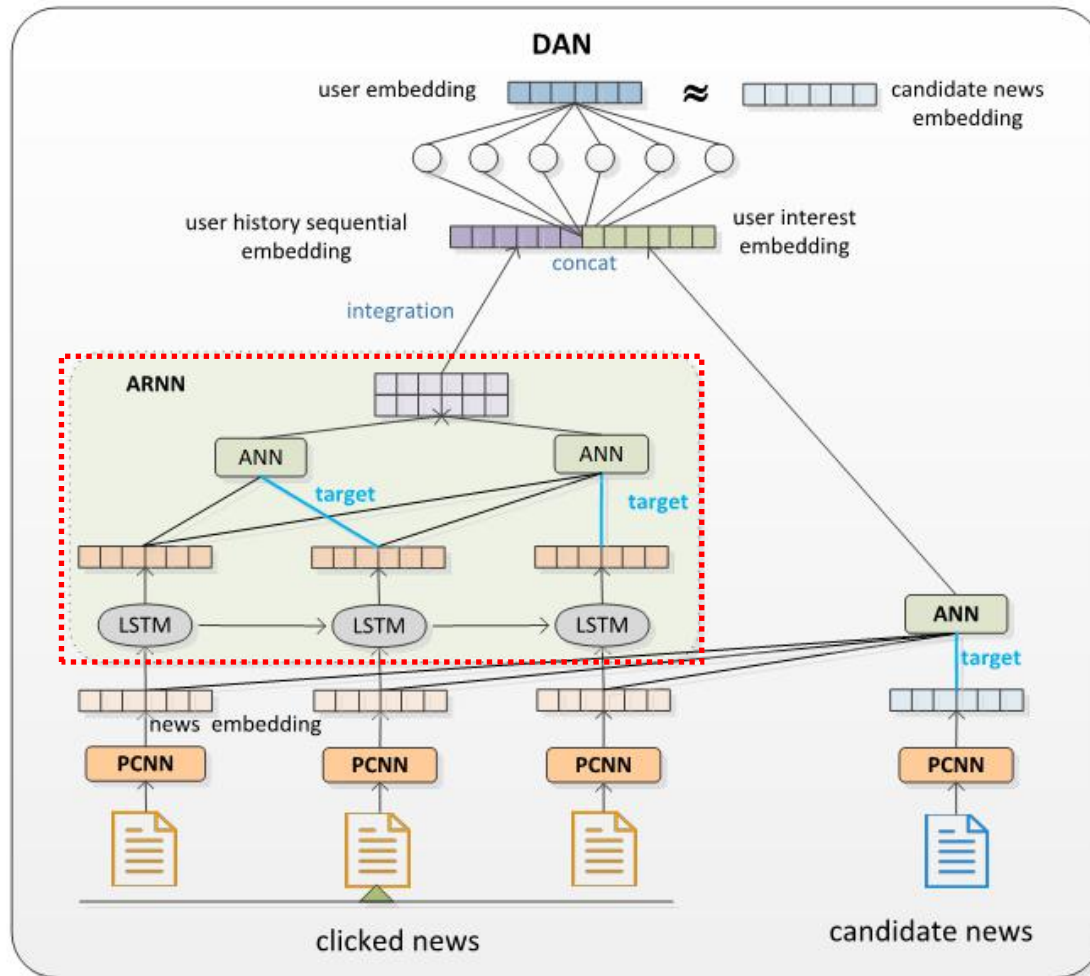 DAN
user embedding
≈
candidate news
embedding
user history sequential
embedding
user interest
embedding
concat
integration
ARNN
ANN
ANN
target
target
LSTM
LSTM
LSTM
ANN
target
news embedding
PCNN
PCNN
PCNN
PCNN
clicked news
candidate news